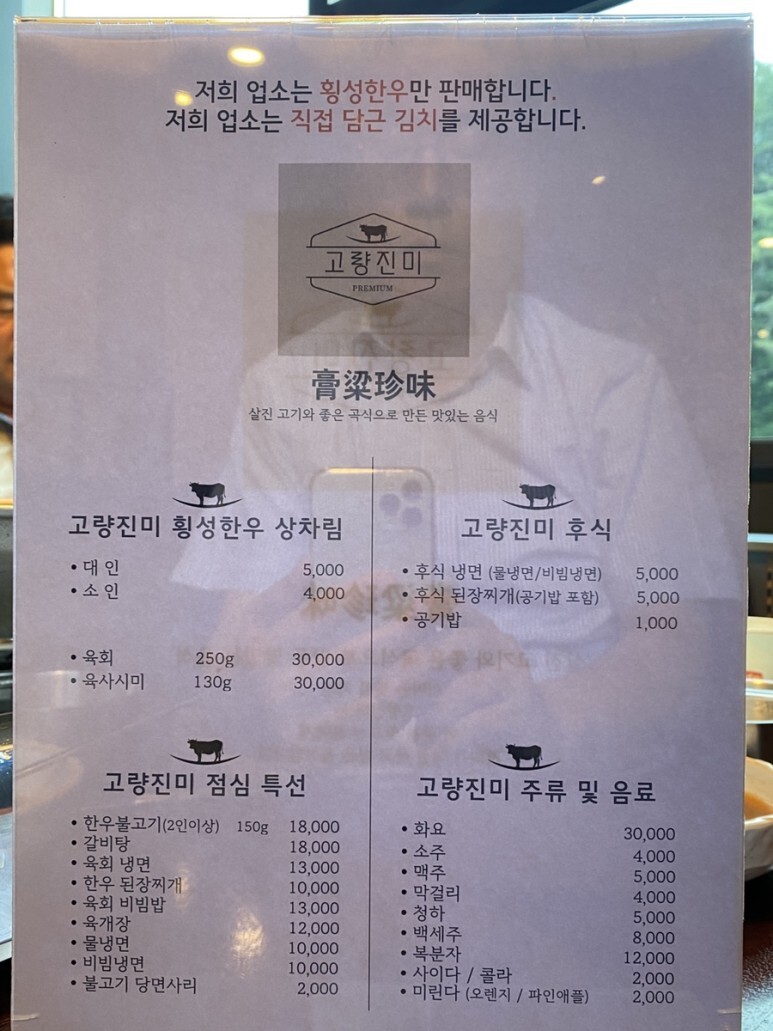 저희 업소는 횡성한우만 판매합니다.
저희 업소는 직접 담근 김치를 제공합니다.
고량진미
PREMIUM
膏粱珍味
살진 고기와 좋은 곡식으로 만든 맛있는 음식
고량진미 횡성한우 상차림
• 대 인 5,000
• 소 인 4,000
• 육회 250g 30,000
• 육사시미 130g 30,000
고량진미 후식
• 후식 냉면 (물냉면/비빔냉면) 5,000
• 후식 된장찌개(공기밥 포함) 5,000
• 공기밥 1,000
고량진미 점심 특선
• 한우불고기(2인이상) 150g 18,000
• 갈비탕 18,000
• 육회 냉면 13,000
• 한우 된장찌개 10,000
• 육회 비빔밥 13,000
• 육개장 12,000
• 물냉면 10,000
• 비빔냉면 10,000
• 불고기 당면사리 2,000
고량진미 주류 및 음료
• 화요 30,000
• 소주 4,000
• 맥주 5,000
• 막걸리 4,000
• 청하 5,000
• 백세주 8,000
• 복분자 12,000
• 사이다 / 콜라 2,000
• 미린다 (오렌지 / 파인애플) 2,000